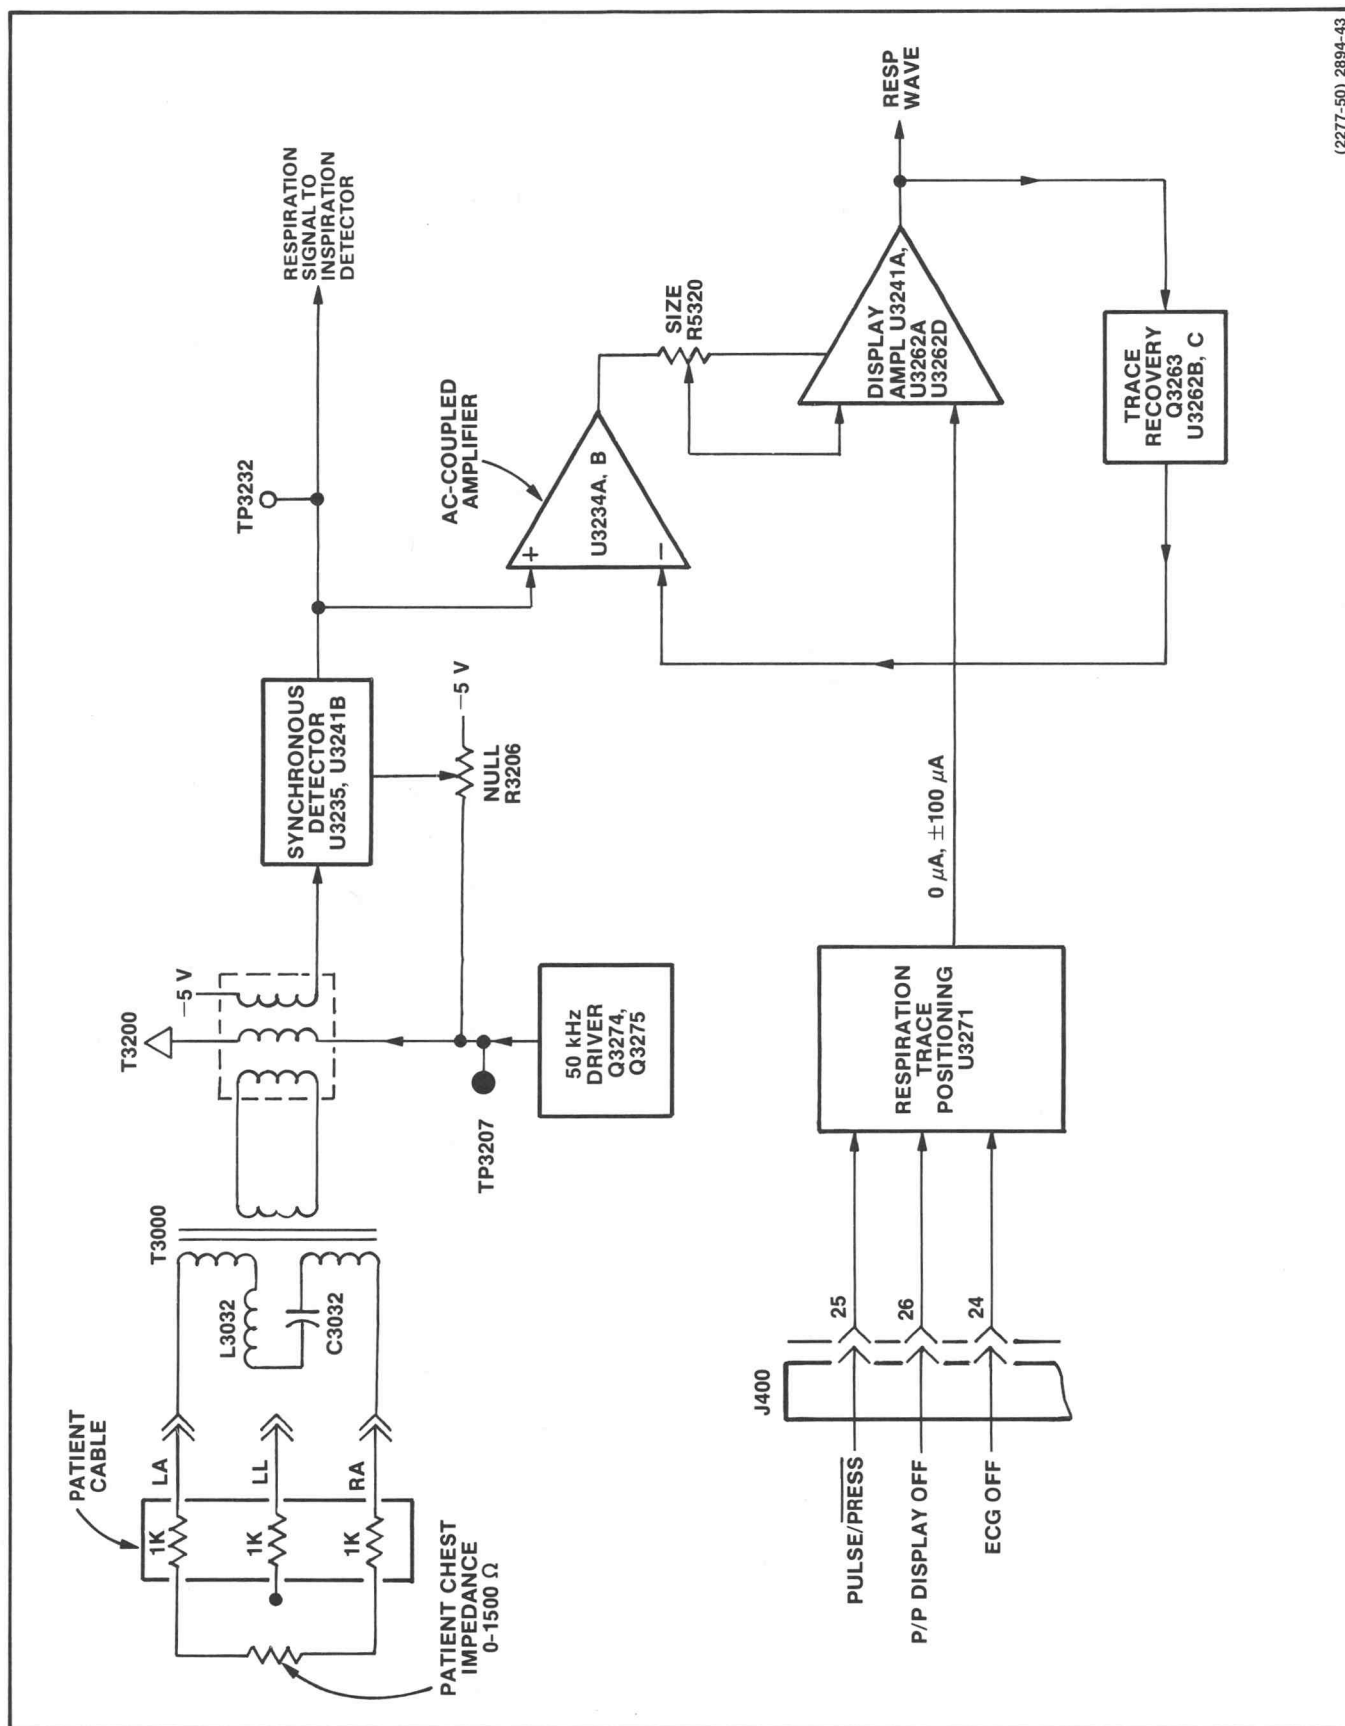 PATIENT
CABLE
1K
LA
1K
LL
1K
RA
PATIENT CHEST
IMPEDANCE
0-1500 Ω
L3032
C3032
T3000
T3200
−5 V
TP3207
50 kHz
DRIVER
Q3274,
Q3275
SYNCHRONOUS
DETECTOR
U3235, U3241B
−5 V
NULL
R3206
TP3232
RESPIRATION
SIGNAL TO
INSPIRATION
DETECTOR
AC-COUPLED
AMPLIFIER
+
U3234A, B
−
SIZE
R5320
DISPLAY
AMPL U3241A,
U3262A
U3262D
RESP
WAVE
TRACE
RECOVERY
Q3263
U3262B, C
J400
PULSE/PRESS
25
P/P DISPLAY OFF
26
ECG OFF
24
RESPIRATION
TRACE
POSITIONING
U3271
0 μA, ±100 μA
(2277-50) 2894-43